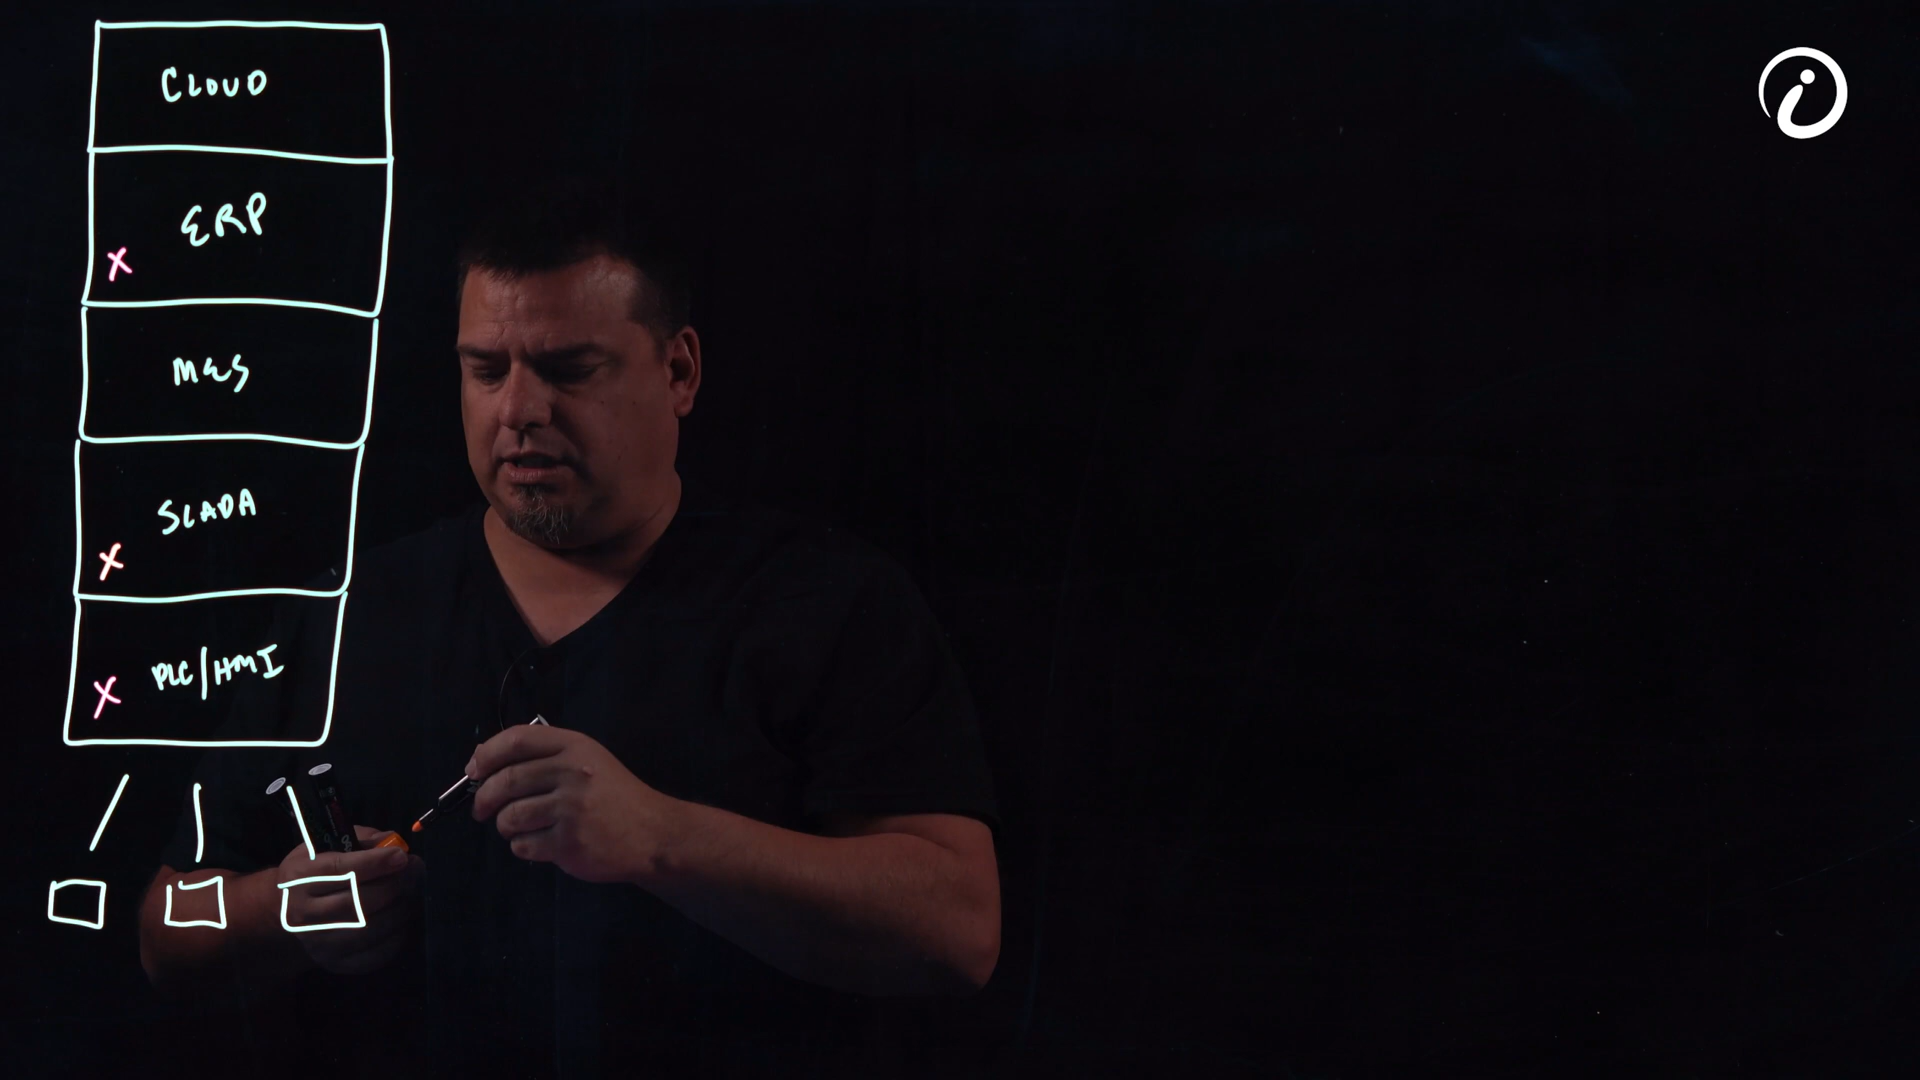 CLOUD
ERP
X
MES
SCADA
X
PLC/HMI
X